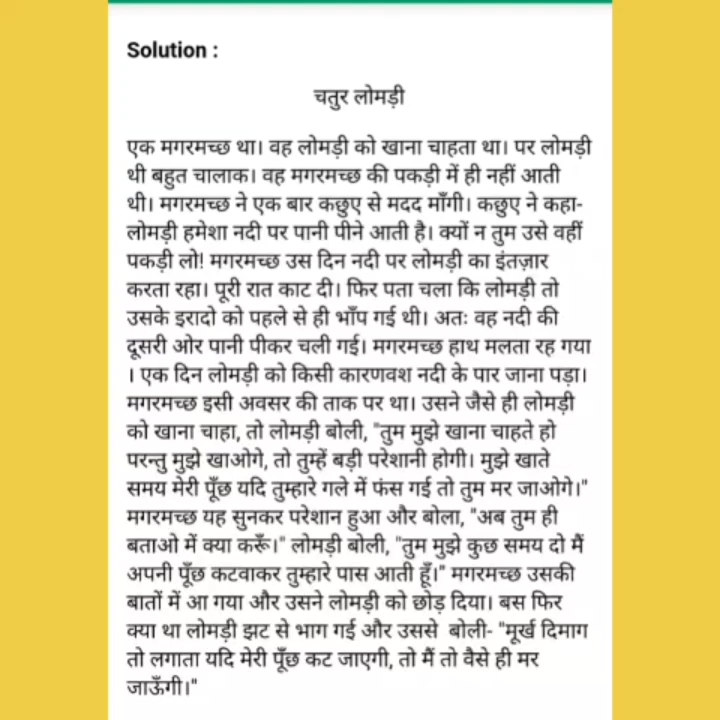 Solution :
चतुर लोमड़ी
एक मगरमच्छ था। वह लोमड़ी को खाना चाहता था। पर लोमड़ी
थी बहुत चालाक। वह मगरमच्छ की पकड़ी में ही नहीं आती
थी। मगरमच्छ ने एक बार कछुए से मदद माँगी। कछुए ने कहा-
लोमड़ी हमेशा नदी पर पानी पीने आती है। क्यों न तुम उसे वहीं
पकड़ी लो! मगरमच्छ उस दिन नदी पर लोमड़ी का इंतज़ार
करता रहा। पूरी रात काट दी। फिर पता चला कि लोमड़ी तो
उसके इरादो को पहले से ही भाँप गई थी। अतः वह नदी की
दूसरी ओर पानी पीकर चली गई। मगरमच्छ हाथ मलता रह गया
। एक दिन लोमड़ी को किसी कारणवश नदी के पार जाना पड़ा।
मगरमच्छ इसी अवसर की ताक पर था। उसने जैसे ही लोमड़ी
को खाना चाहा, तो लोमड़ी बोली, "तुम मुझे खाना चाहते हो
परन्तु मुझे खाओगे, तो तुम्हें बड़ी परेशानी होगी। मुझे खाते
समय मेरी पूँछ यदि तुम्हारे गले में फंस गई तो तुम मर जाओगे।"
मगरमच्छ यह सुनकर परेशान हुआ और बोला, "अब तुम ही
बताओ में क्या करूँ।" लोमड़ी बोली, "तुम मुझे कुछ समय दो मैं
अपनी पूँछ कटवाकर तुम्हारे पास आती हूँ।" मगरमच्छ उसकी
बातों में आ गया और उसने लोमड़ी को छोड़ दिया। बस फिर
क्या था लोमड़ी झट से भाग गई और उससे बोली- "मूर्ख दिमाग
तो लगाता यदि मेरी पूँछ कट जाएगी, तो मैं तो वैसे ही मर
जाऊँगी।"